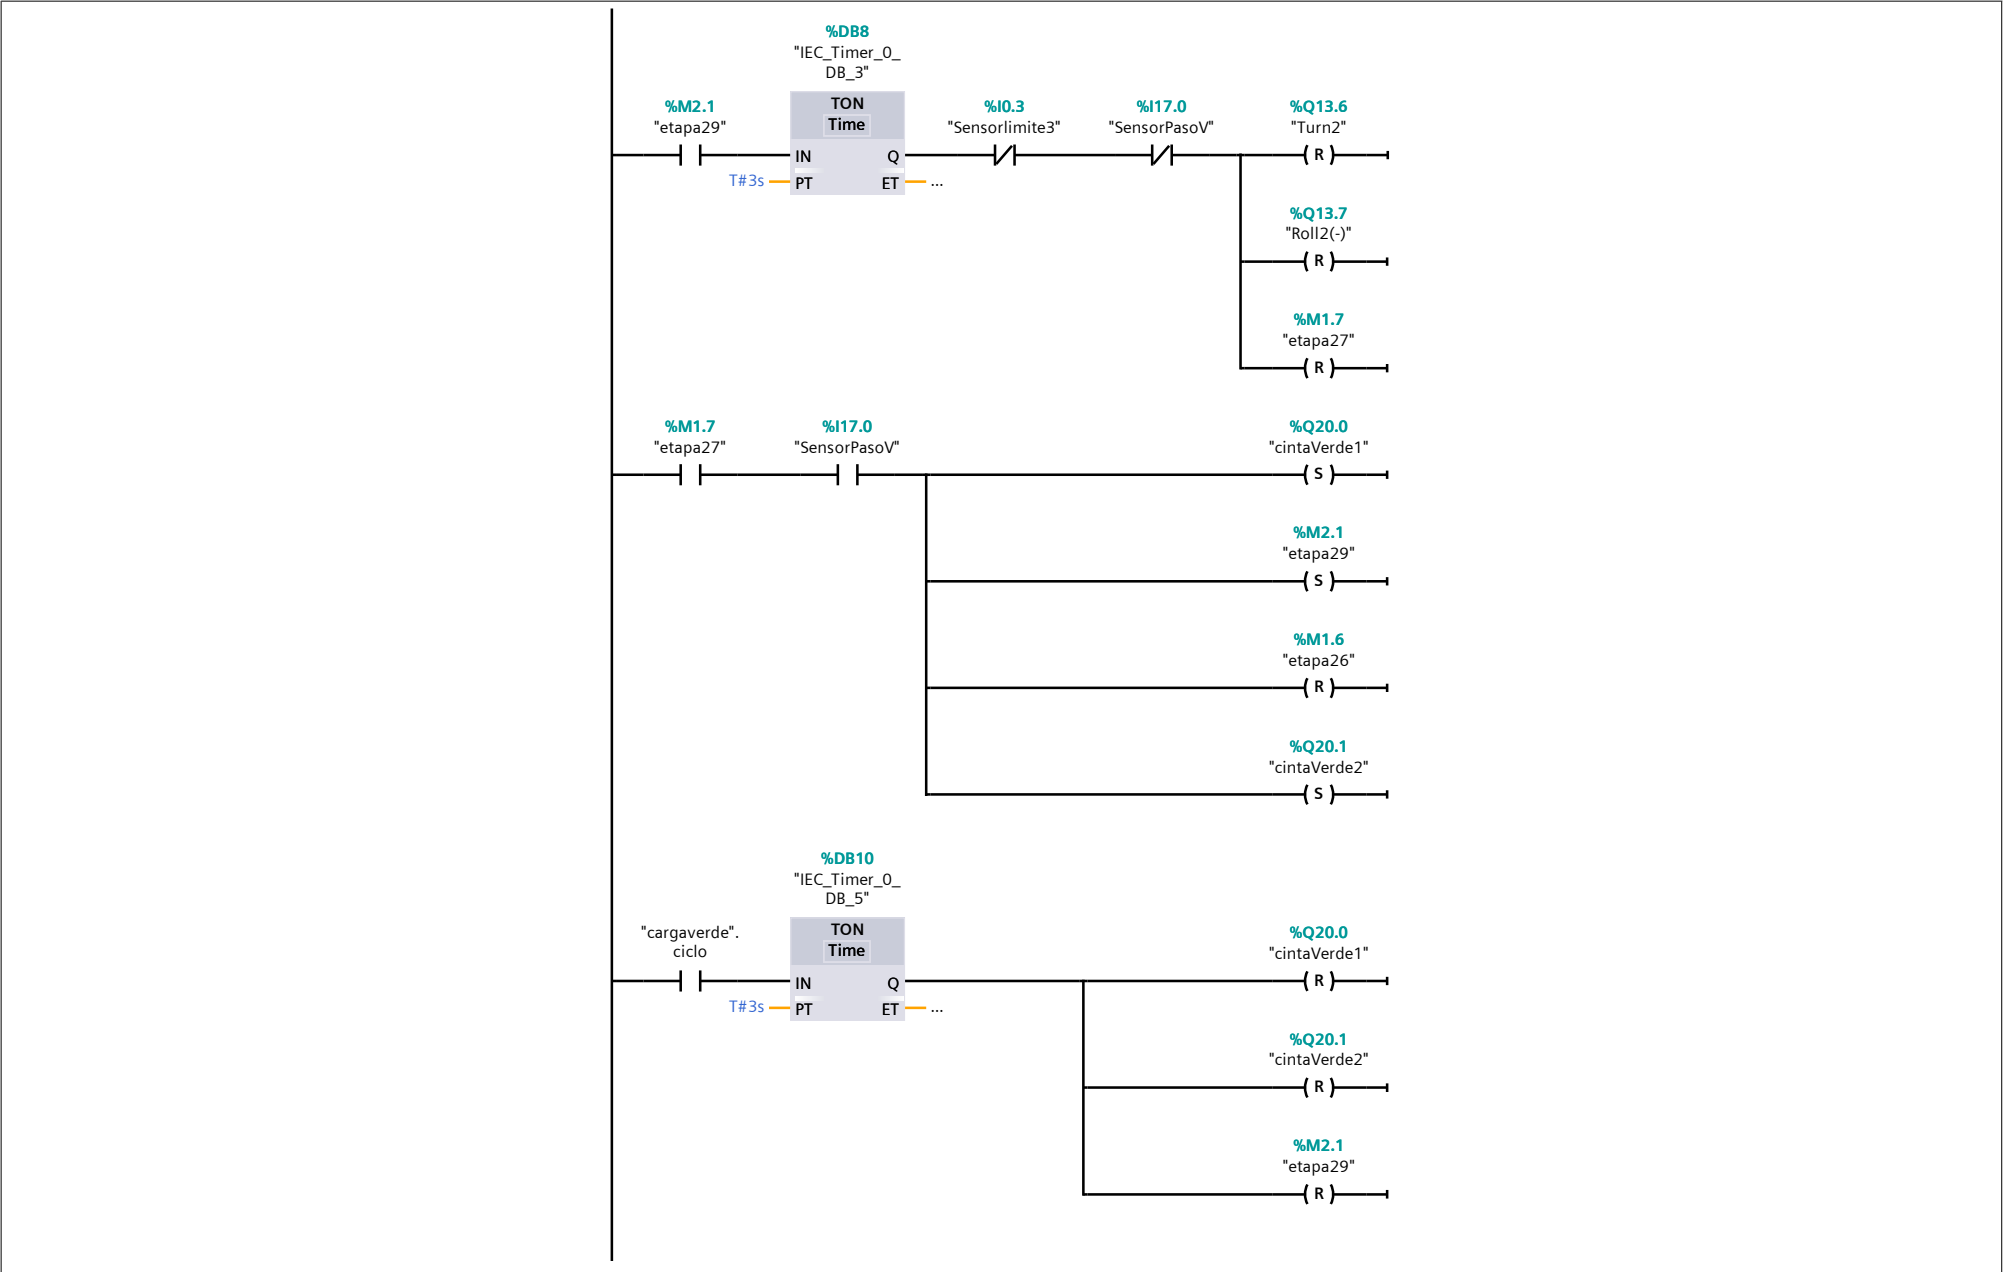 %DB8
"IEC_Timer_0_
DB_3"
%M2.1
"etapa29"
TON
Time
IN
Q
T#3s
PT
ET
...
%I0.3
"Sensorlimite3"
%I17.0
"SensorPasoV"
%Q13.6
"Turn2"
( R )
%Q13.7
"Roll2(-)"
( R )
%M1.7
"etapa27"
( R )
%M1.7
"etapa27"
%I17.0
"SensorPasoV"
%Q20.0
"cintaVerde1"
( S )
%M2.1
"etapa29"
( S )
%M1.6
"etapa26"
( R )
%Q20.1
"cintaVerde2"
( S )
%DB10
"IEC_Timer_0_
DB_5"
"cargaverde".
ciclo
TON
Time
IN
Q
T#3s
PT
ET
...
%Q20.0
"cintaVerde1"
( R )
%Q20.1
"cintaVerde2"
( R )
%M2.1
"etapa29"
( R )